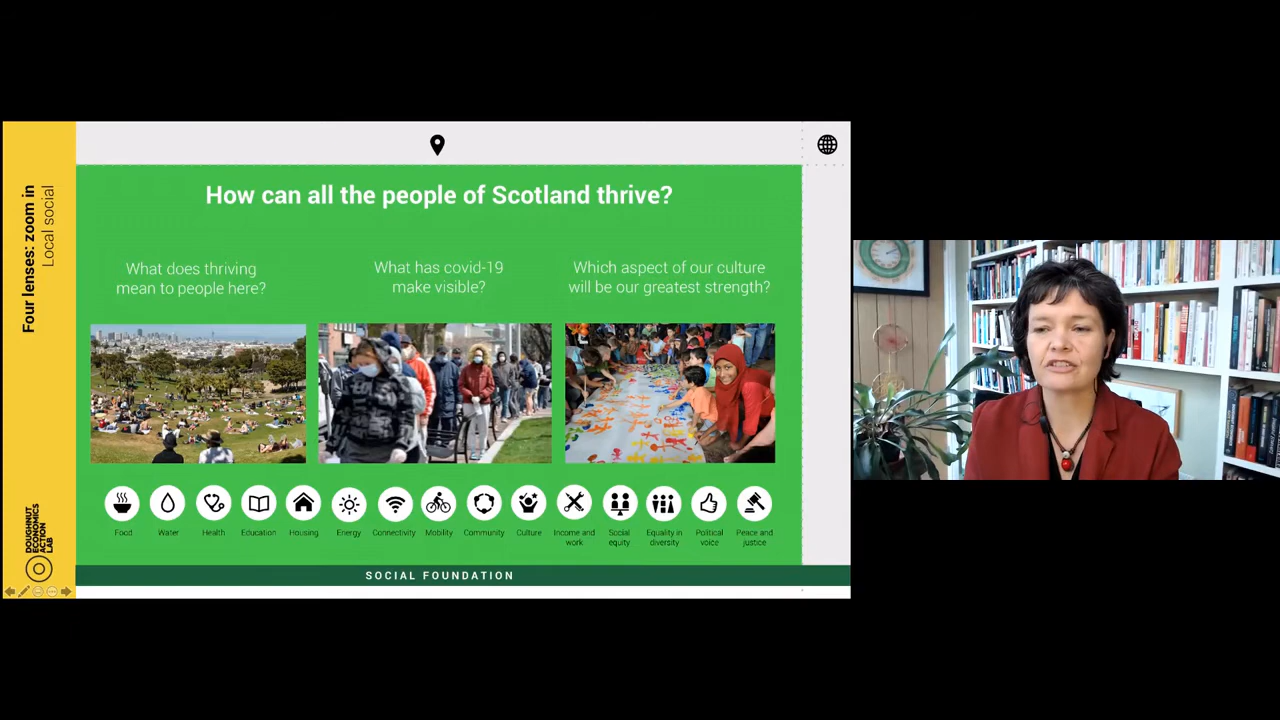 Four lenses: zoom in
Local social
How can all the people of Scotland thrive?
What does thriving
mean to people here?
What has covid-19
make visible?
Which aspect of our culture
will be our greatest strength?
Food
Water
Health
Education
Housing
Energy
Connectivity
Mobility
Community
Culture
Income and
work
Social
equity
Equality in
diversity
Political
voice
Peace and
justice
SOCIAL FOUNDATION
DOUGHNUT
ECONOMICS
ACTION
LAB